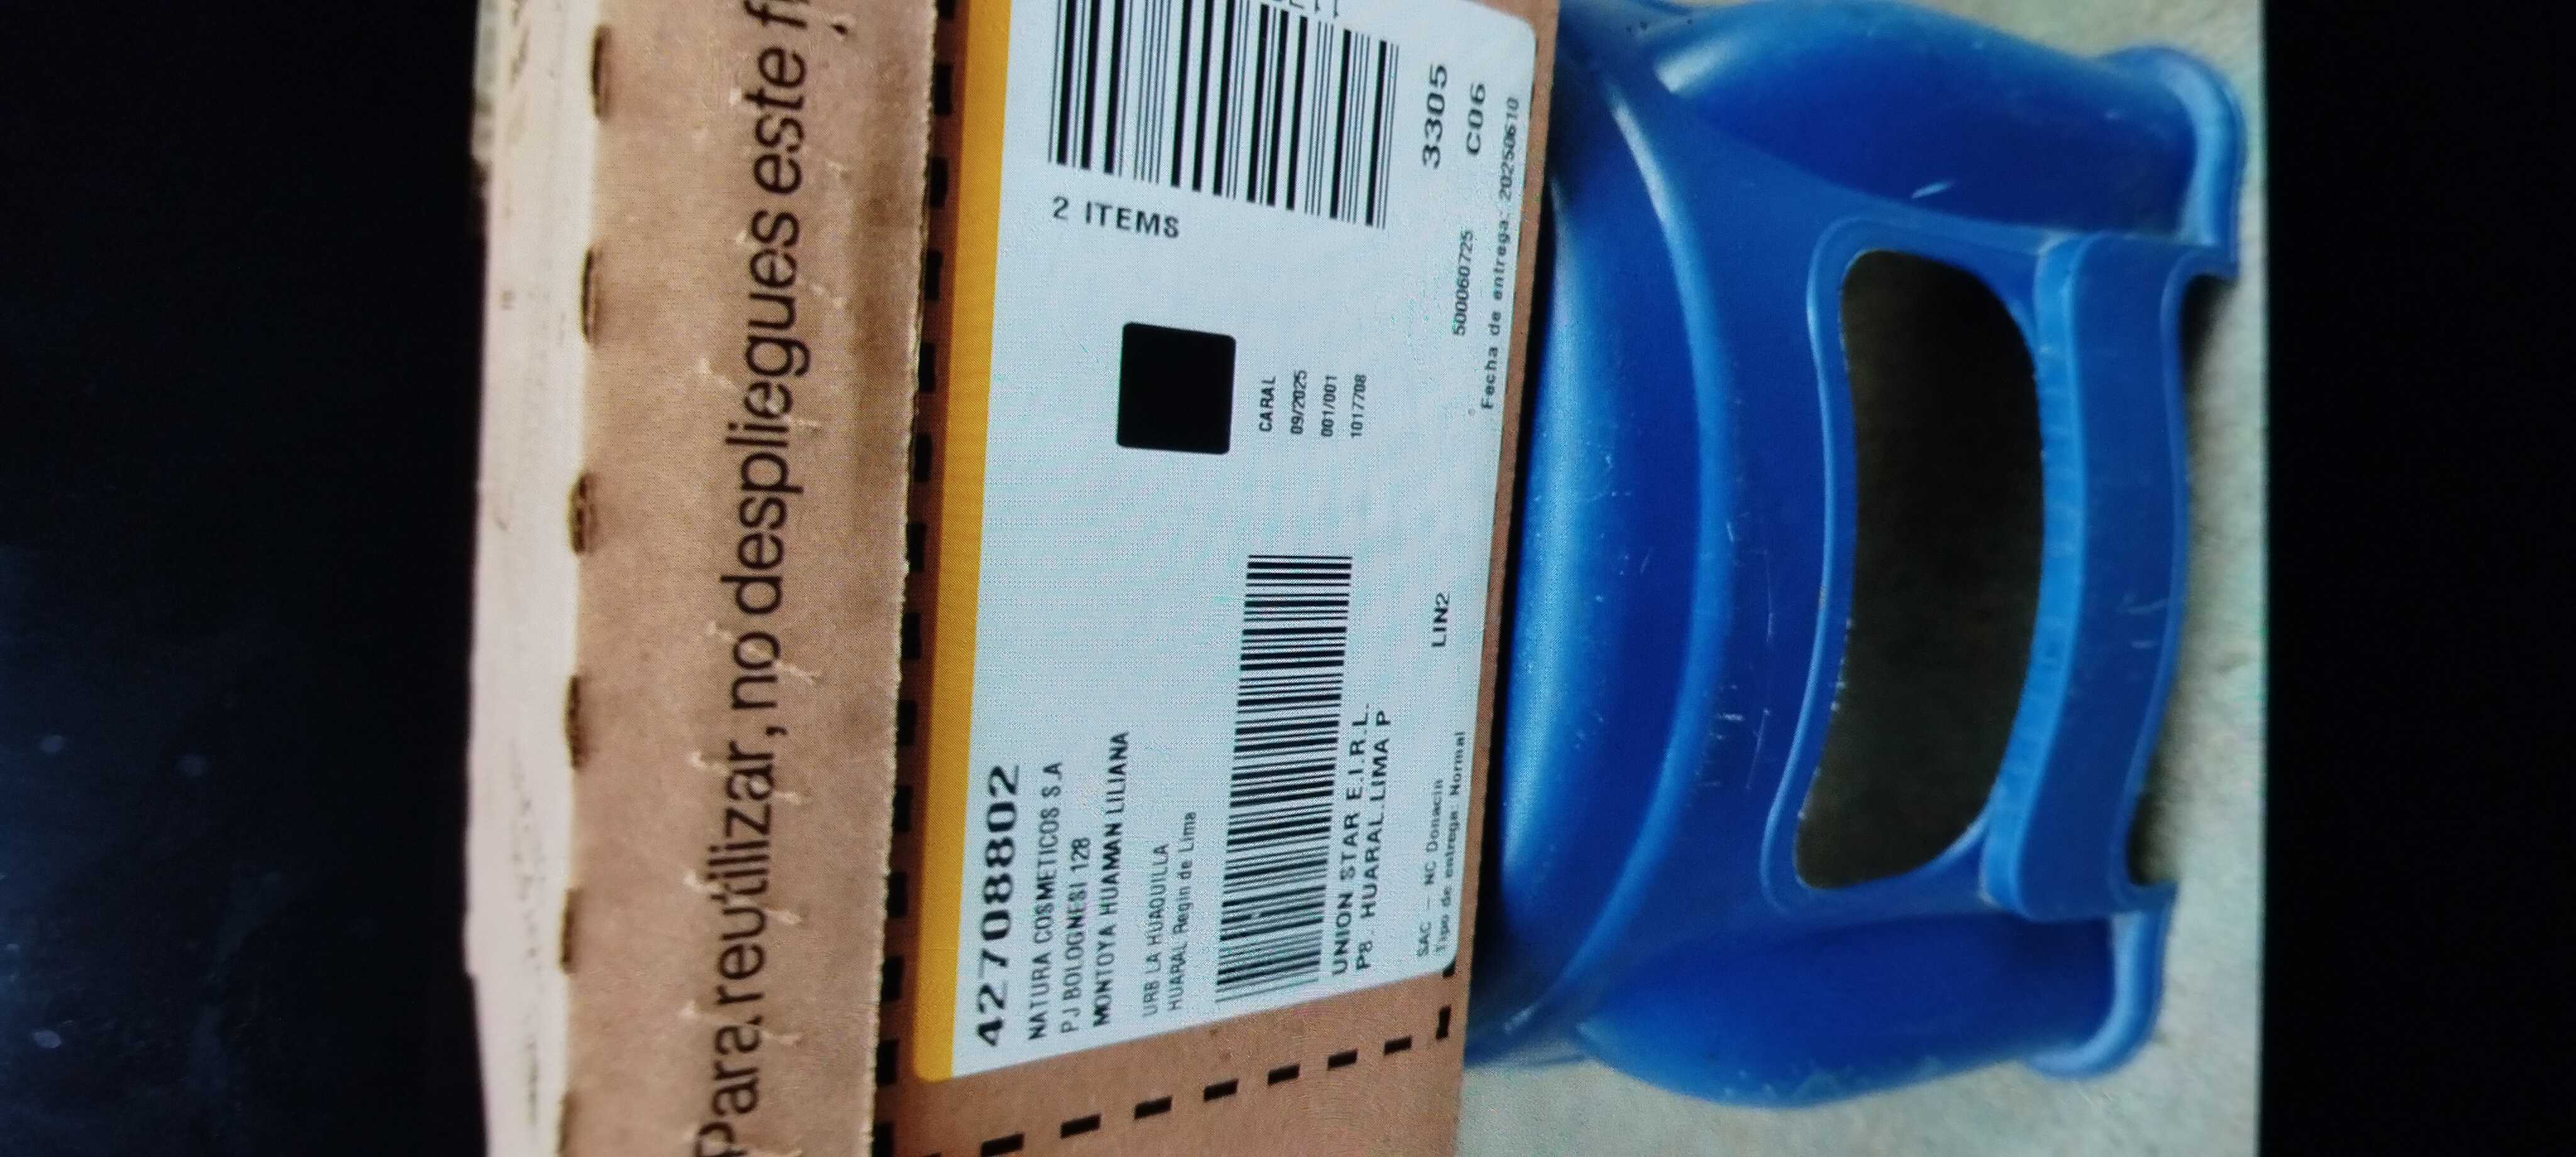 Para reutilizar, no despliegues este
42708802
NATURA COSMETICOS S.A
PJ BOLOGNESI 128
MONTOYA HUAMAN LILIANA
URB LA HUAQUILLA
HUARAL Regin de Lima
UNION STAR E.I.R.L.
P8. HUARAL.LIMA P
SAC - NC Donacin
Tipo de entrega: Normal
LIN2
2 ITEMS
CARAL
09/2025
001/001
1017708
3305
C06
500060725
Fecha de entrega: 20250610